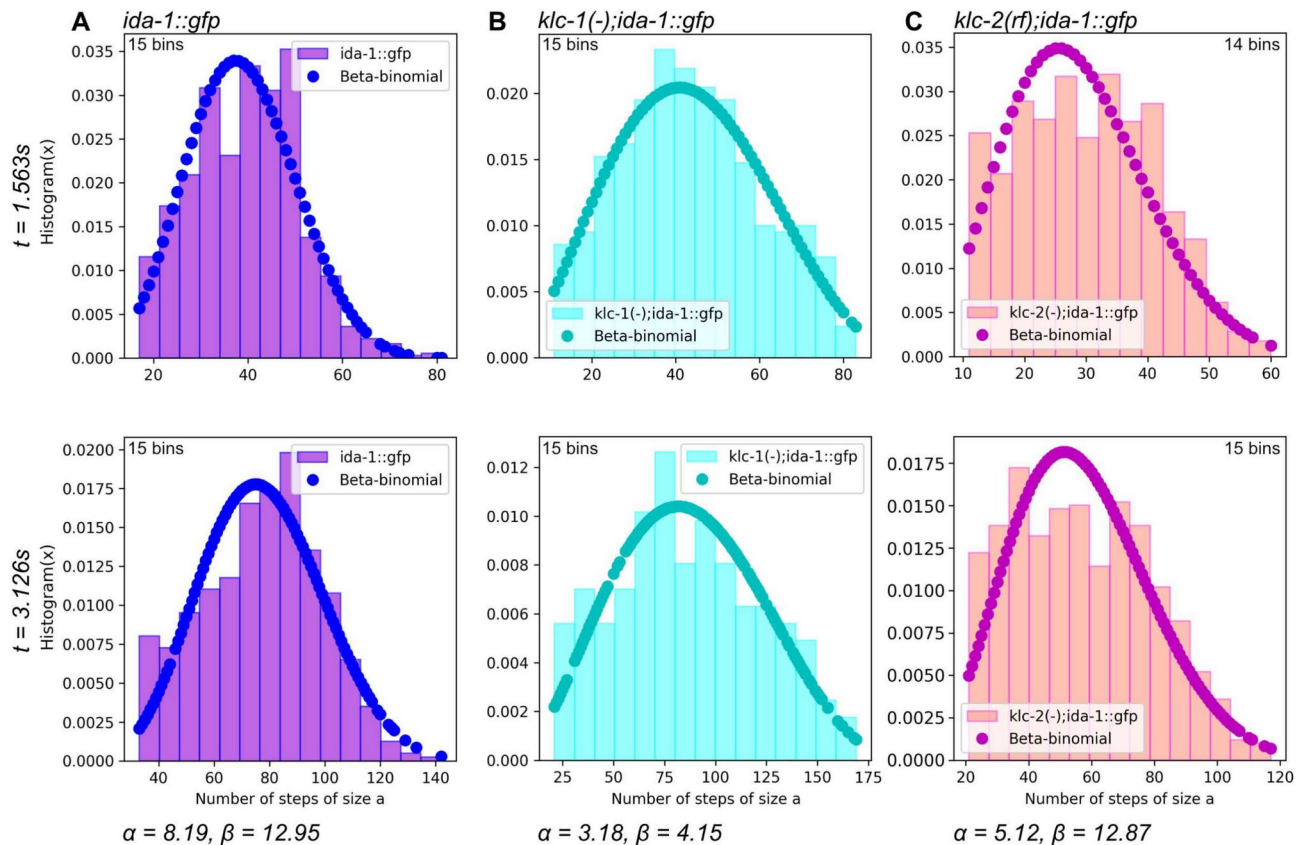 A ida-1::gfp
B klc-1(-);ida-1::gfp
C klc-2(rf);ida-1::gfp
t = 1.563s
Histogram(x)
15 bins
ida-1::gfp
Beta-binomial
0.035
0.030
0.025
0.020
0.015
0.010
0.005
0.000
20 40 60 80
15 bins
klc-1(-);ida-1::gfp
Beta-binomial
0.020
0.015
0.010
0.005
0.000
20 40 60 80
14 bins
klc-2(-);ida-1::gfp
Beta-binomial
0.035
0.030
0.025
0.020
0.015
0.010
0.005
0.000
10 20 30 40 50 60
t = 3.126s
Histogram(x)
15 bins
ida-1::gfp
Beta-binomial
0.0200
0.0175
0.0150
0.0125
0.0100
0.0075
0.0050
0.0025
0.0000
40 60 80 100 120 140
Number of steps of size a
α = 8.19, β = 12.95
15 bins
klc-1(-);ida-1::gfp
Beta-binomial
0.012
0.010
0.008
0.006
0.004
0.002
0.000
25 50 75 100 125 150 175
Number of steps of size a
α = 3.18, β = 4.15
15 bins
klc-2(-);ida-1::gfp
Beta-binomial
0.0175
0.0150
0.0125
0.0100
0.0075
0.0050
0.0025
0.0000
20 40 60 80 100 120
Number of steps of size a
α = 5.12, β = 12.87